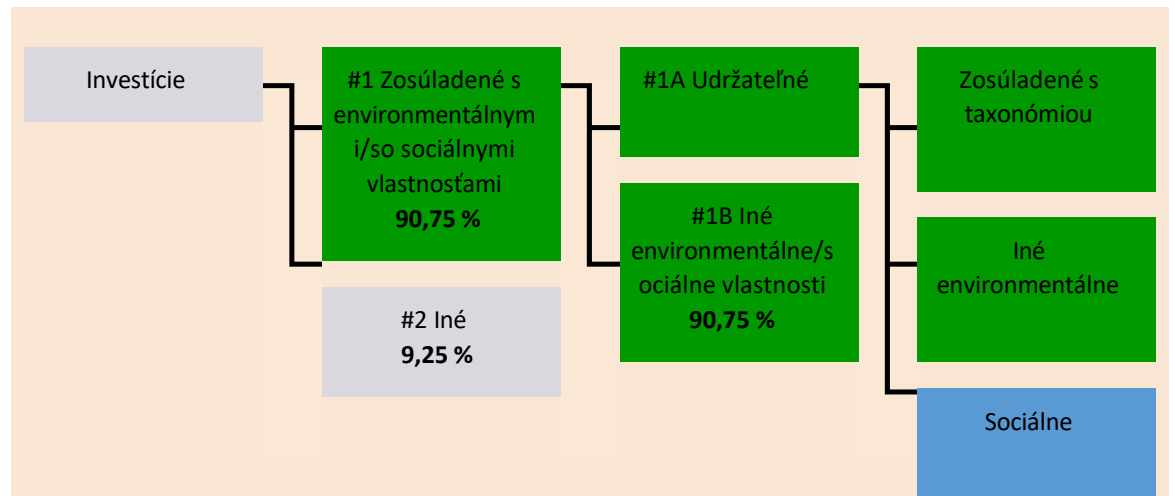 Investície
#1 Zosúladené s
environmentálnym
i/so sociálnymi
vlastnosťami
90,75 %
#2 Iné
9,25 %
#1A Udržateľné
#1B Iné
environmentálne/s
ociálne vlastnosti
90,75 %
Zosúladené s
taxonómiou
Iné
environmentálne
Sociálne